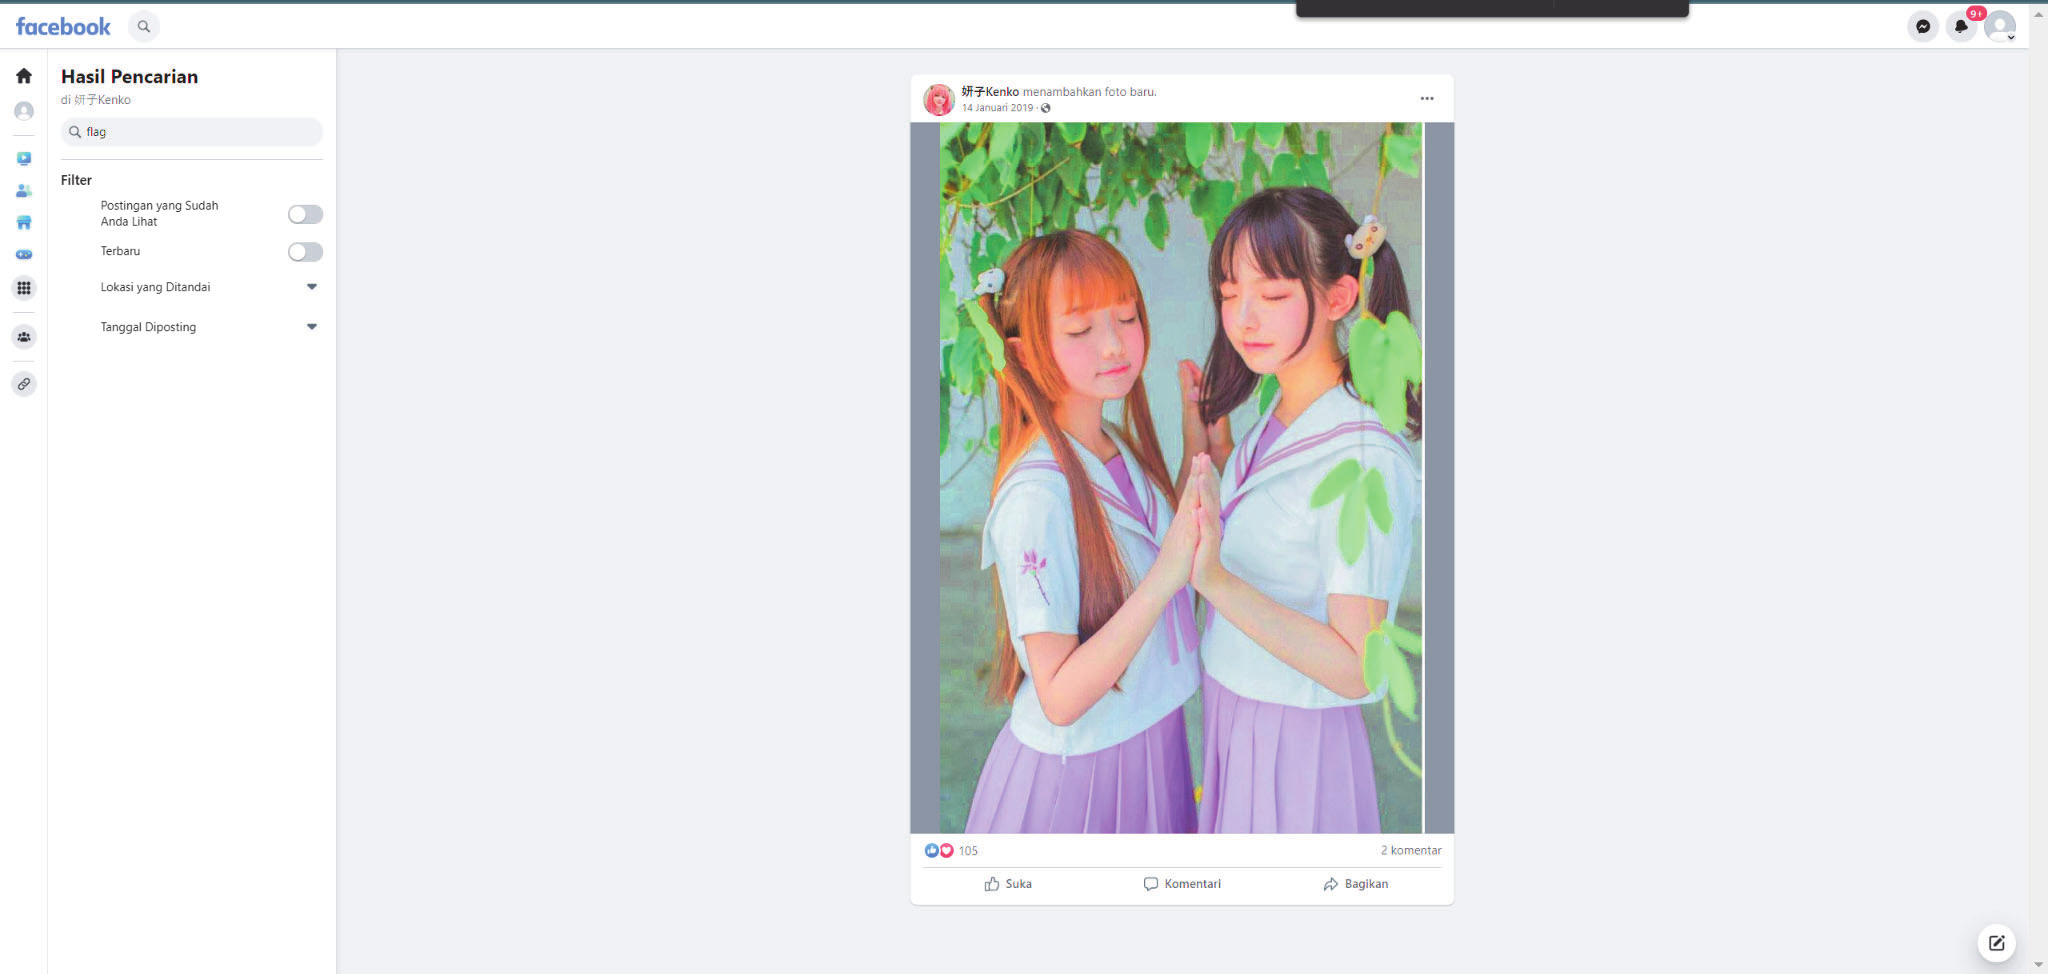 facebook
9+
Hasil Pencarian
di 妍子Kenko
flag
Filter
Postingan yang Sudah
Anda Lihat
Terbaru
Lokasi yang Ditandai
Tanggal Diposting
妍子Kenko menambahkan foto baru.
14 Januari 2019 ·
105
2 komentar
Suka
Komentari
Bagikan